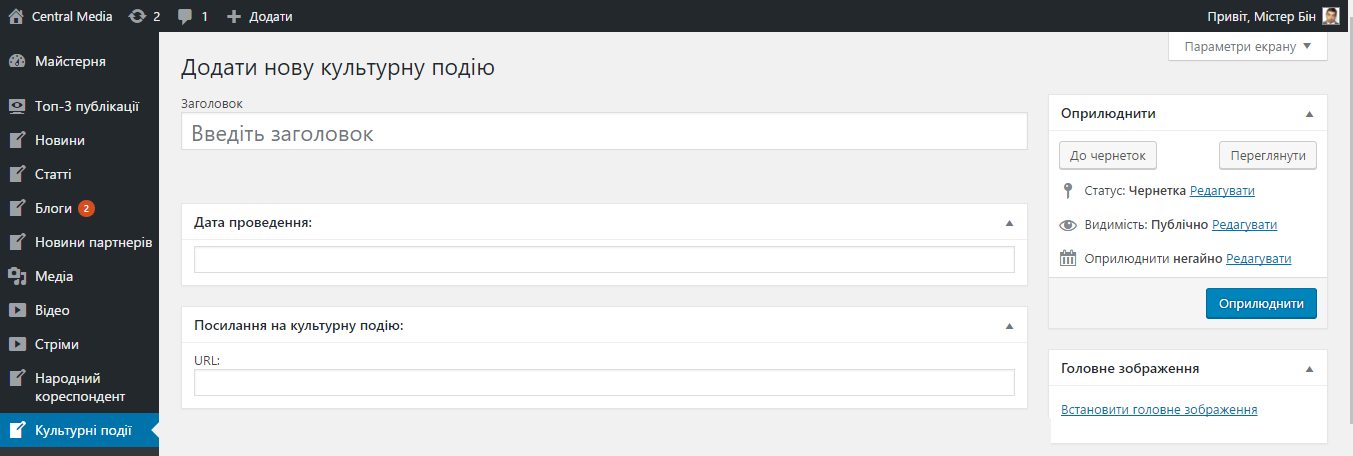 Central Media 2 1 Додати
Привіт, Містер Бін
Параметри екрану
Майстерня
Топ-3 публікації
Новини
Статті
Блоги 2
Новини партнерів
Медіа
Відео
Стріми
Народний
кореспондент
Культурні події
Додати нову культурну подію
Заголовок
Введіть заголовок
Дата проведення:
Посилання на культурну подію:
URL:
Оприлюднити
До чернеток Переглянути
Статус: Чернетка Редагувати
Видимість: Публічно Редагувати
Оприлюднити негайно Редагувати
Оприлюднити
Головне зображення
Встановити головне зображення